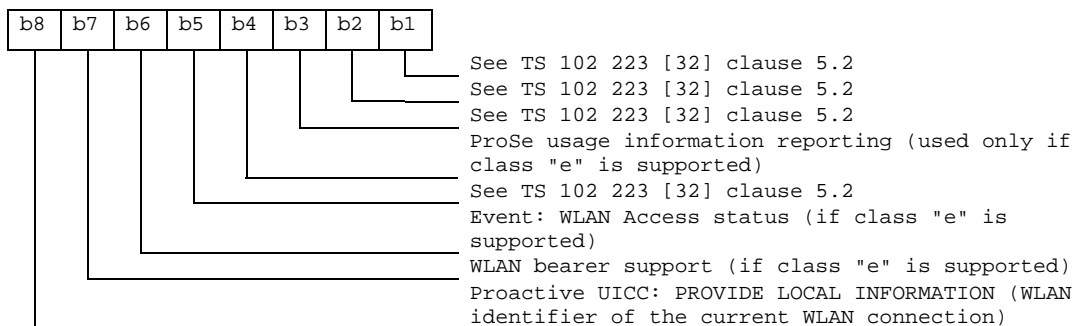 b8 b7 b6 b5 b4 b3 b2 b1
See TS 102 223 [32] clause 5.2
See TS 102 223 [32] clause 5.2
See TS 102 223 [32] clause 5.2
ProSe usage information reporting (used only if
class "e" is supported)
See TS 102 223 [32] clause 5.2
Event: WLAN Access status (if class "e" is
supported)
WLAN bearer support (if class "e" is supported)
Proactive UICC: PROVIDE LOCAL INFORMATION (WLAN
identifier of the current WLAN connection)